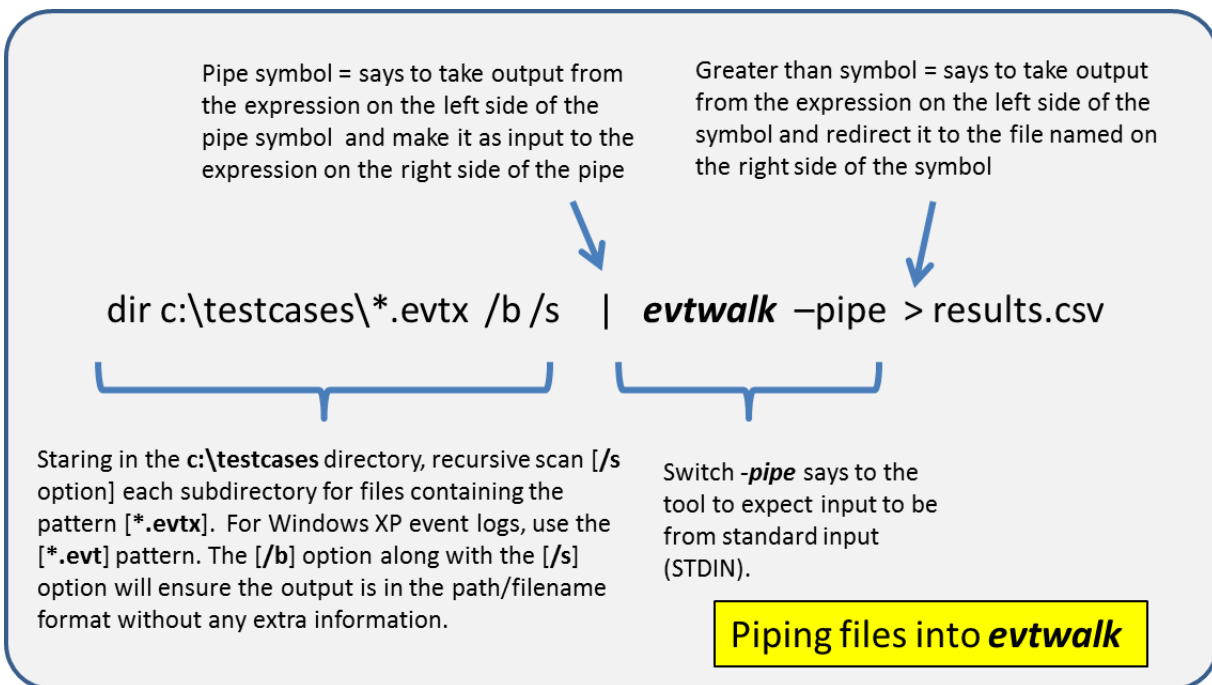 Pipe symbol = says to take output from
the expression on the left side of the
pipe symbol and make it as input to the
expression on the right side of the pipe
Greater than symbol = says to take output
from the expression on the left side of the
symbol and redirect it to the file named on
the right side of the symbol
dir c:\testcases\*.evtx /b /s | evtwalk –pipe > results.csv
Staring in the c:\testcases directory, recursive scan [/s
option] each subdirectory for files containing the
pattern [*.evtx]. For Windows XP event logs, use the
[*.evt] pattern. The [/b] option along with the [/s]
option will ensure the output is in the path/filename
format without any extra information.
Switch -pipe says to the
tool to expect input to be
from standard input
(STDIN).
Piping files into evtwalk